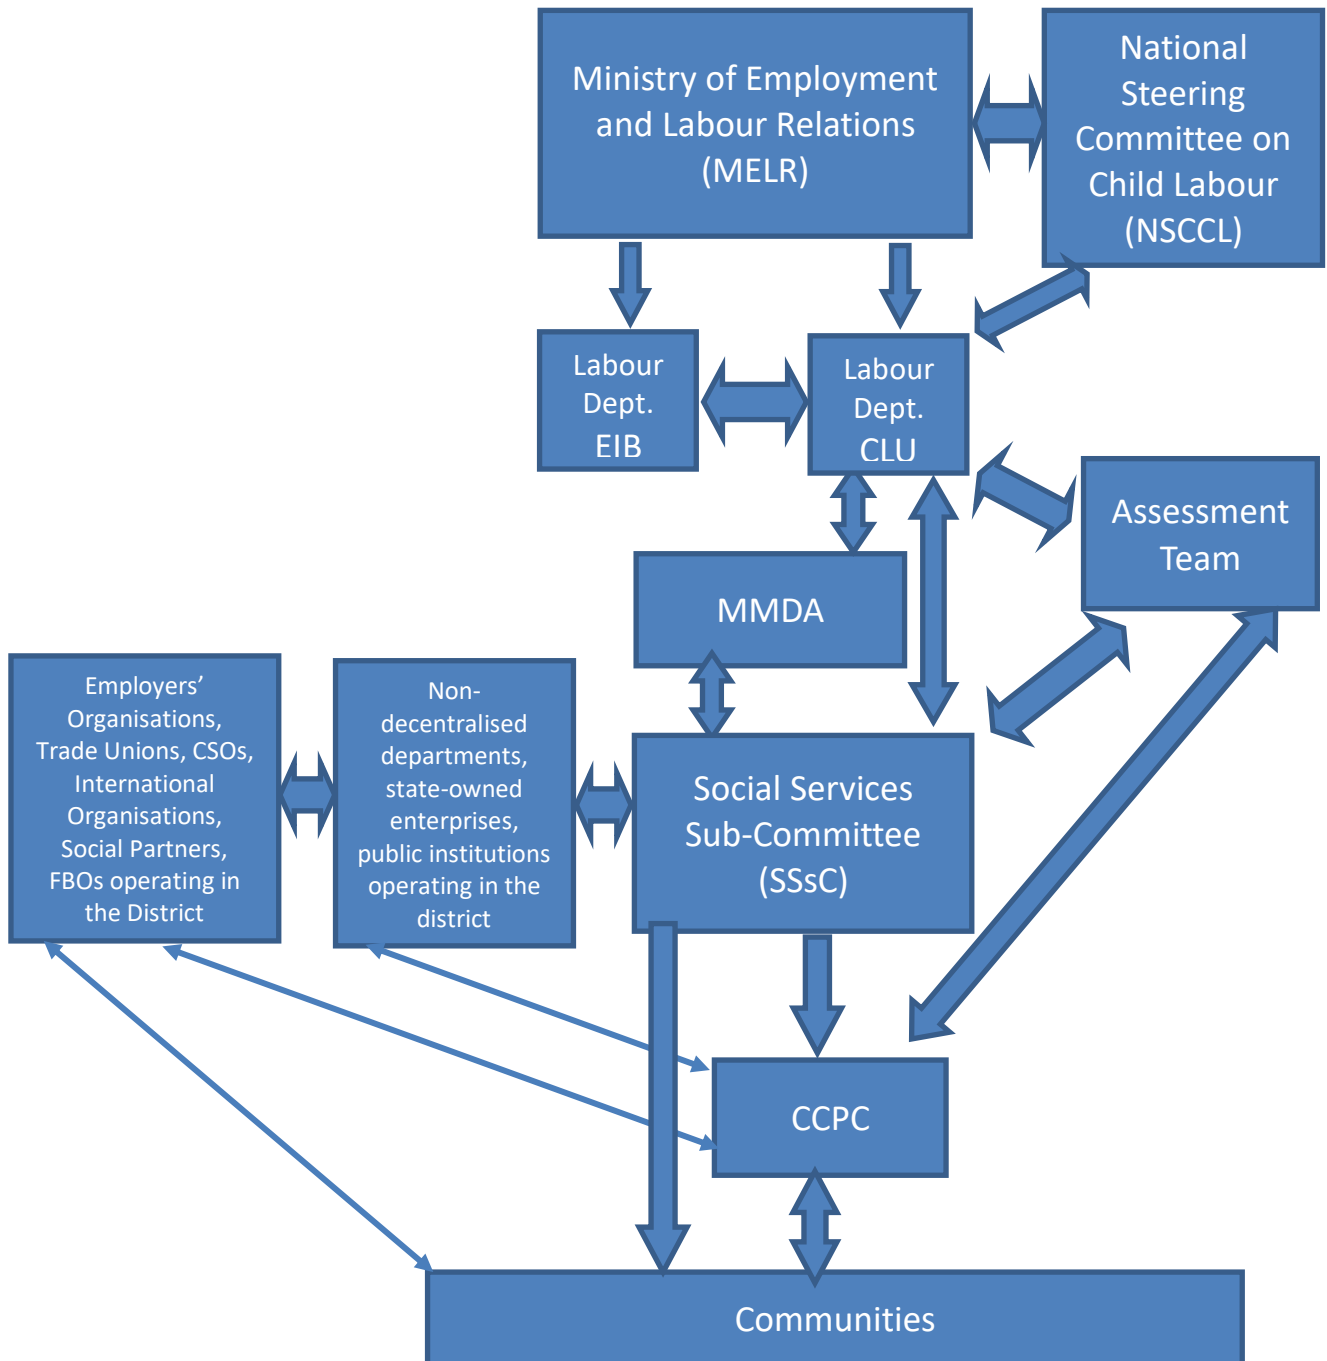 Ministry of Employment
and Labour Relations
(MELR)
National
Steering
Committee on
Child Labour
(NSCCL)
Labour
Dept.
EIB
Labour
Dept.
CLU
Assessment
Team
MMDA
Employers’
Organisations,
Trade Unions, CSOs,
International
Organisations,
Social Partners,
FBOs operating in
the District
Non-
decentralised
departments,
state-owned
enterprises,
public institutions
operating in the
district
Social Services
Sub-Committee
(SSsC)
CCPC
Communities